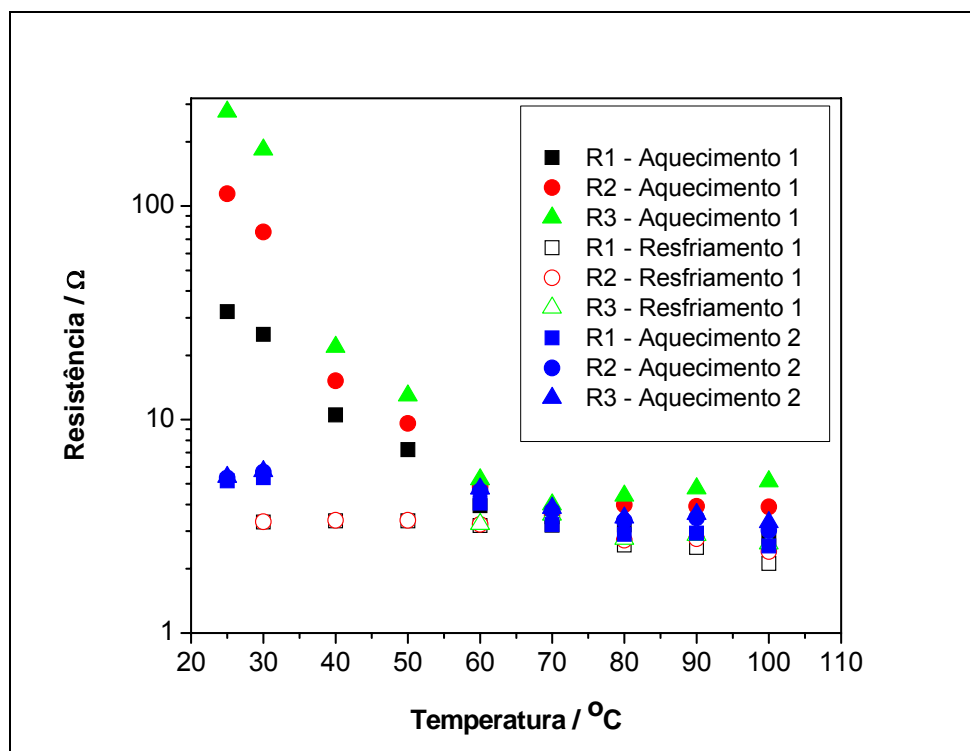 100
10
1
20 30 40 50 60 70 80 90 100 110
Resistência / Ω
Temperatura / °C
R1 - Aquecimento 1
R2 - Aquecimento 1
R3 - Aquecimento 1
R1 - Resfriamento 1
R2 - Resfriamento 1
R3 - Resfriamento 1
R1 - Aquecimento 2
R2 - Aquecimento 2
R3 - Aquecimento 2